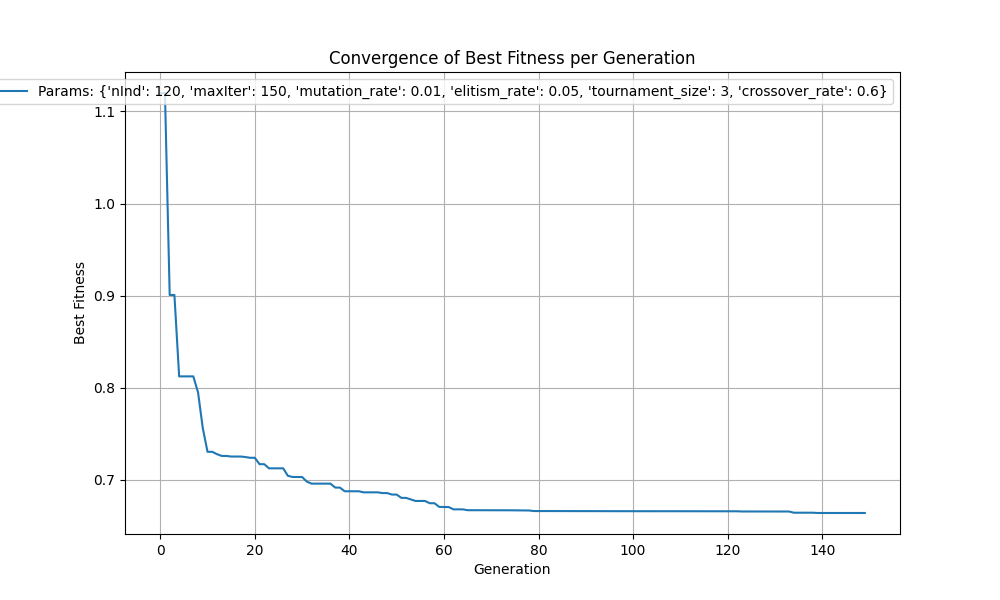 Convergence of Best Fitness per Generation
Params: {'nInd': 120, 'maxIter': 150, 'mutation_rate': 0.01, 'elitism_rate': 0.05, 'tournament_size': 3, 'crossover_rate': 0.6}
1.1
1.0
0.9
0.8
0.7
Best Fitness
0 20 40 60 80 100 120 140
Generation